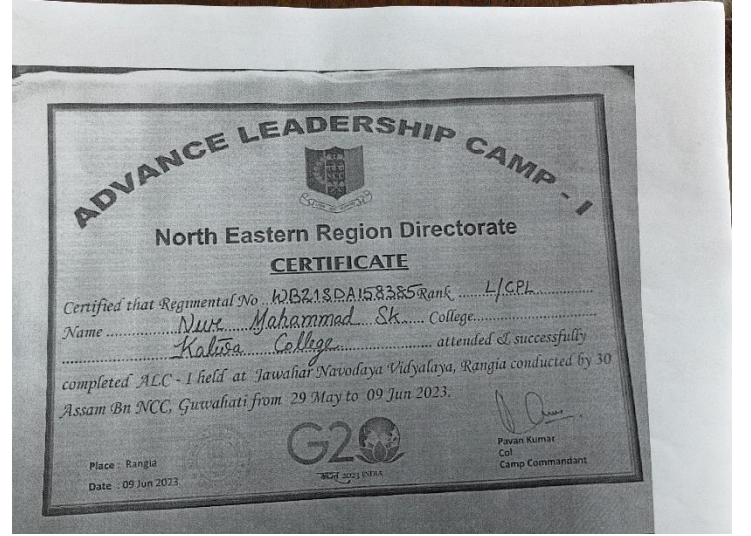 ADVANCE LEADERSHIP CAMP - I
North Eastern Region Directorate
CERTIFICATE
Certified that Regimental No WB21SDA158385 Rank L/CPL
Name Nur Mahammad Sk College
Kalna College attended & successfully
completed ALC - I held at Jawahar Navodaya Vidyalaya, Rangia conducted by 30
Assam Bn NCC, Guwahati from 29 May to 09 Jun 2023.
G20
भारत 2023 INDIA
Pavan Kumar
Col
Camp Commandant
Place : Rangia
Date : 09 Jun 2023